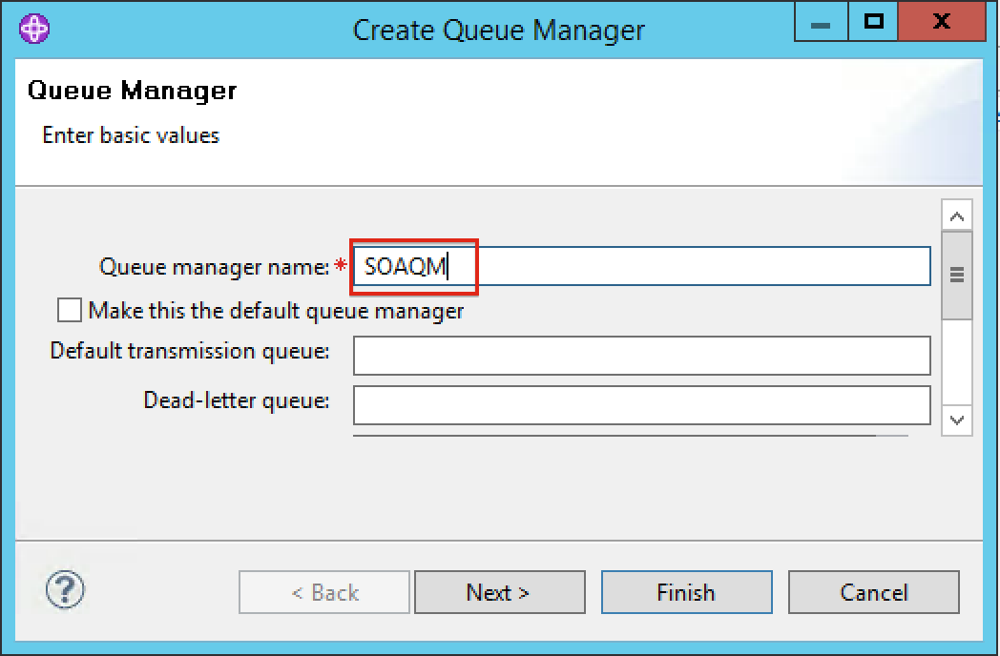 Create Queue Manager
X
Queue Manager
Enter basic values
Queue manager name:* SOAQM
Make this the default queue manager
Default transmission queue:
Dead-letter queue:
? < Back Next > Finish Cancel